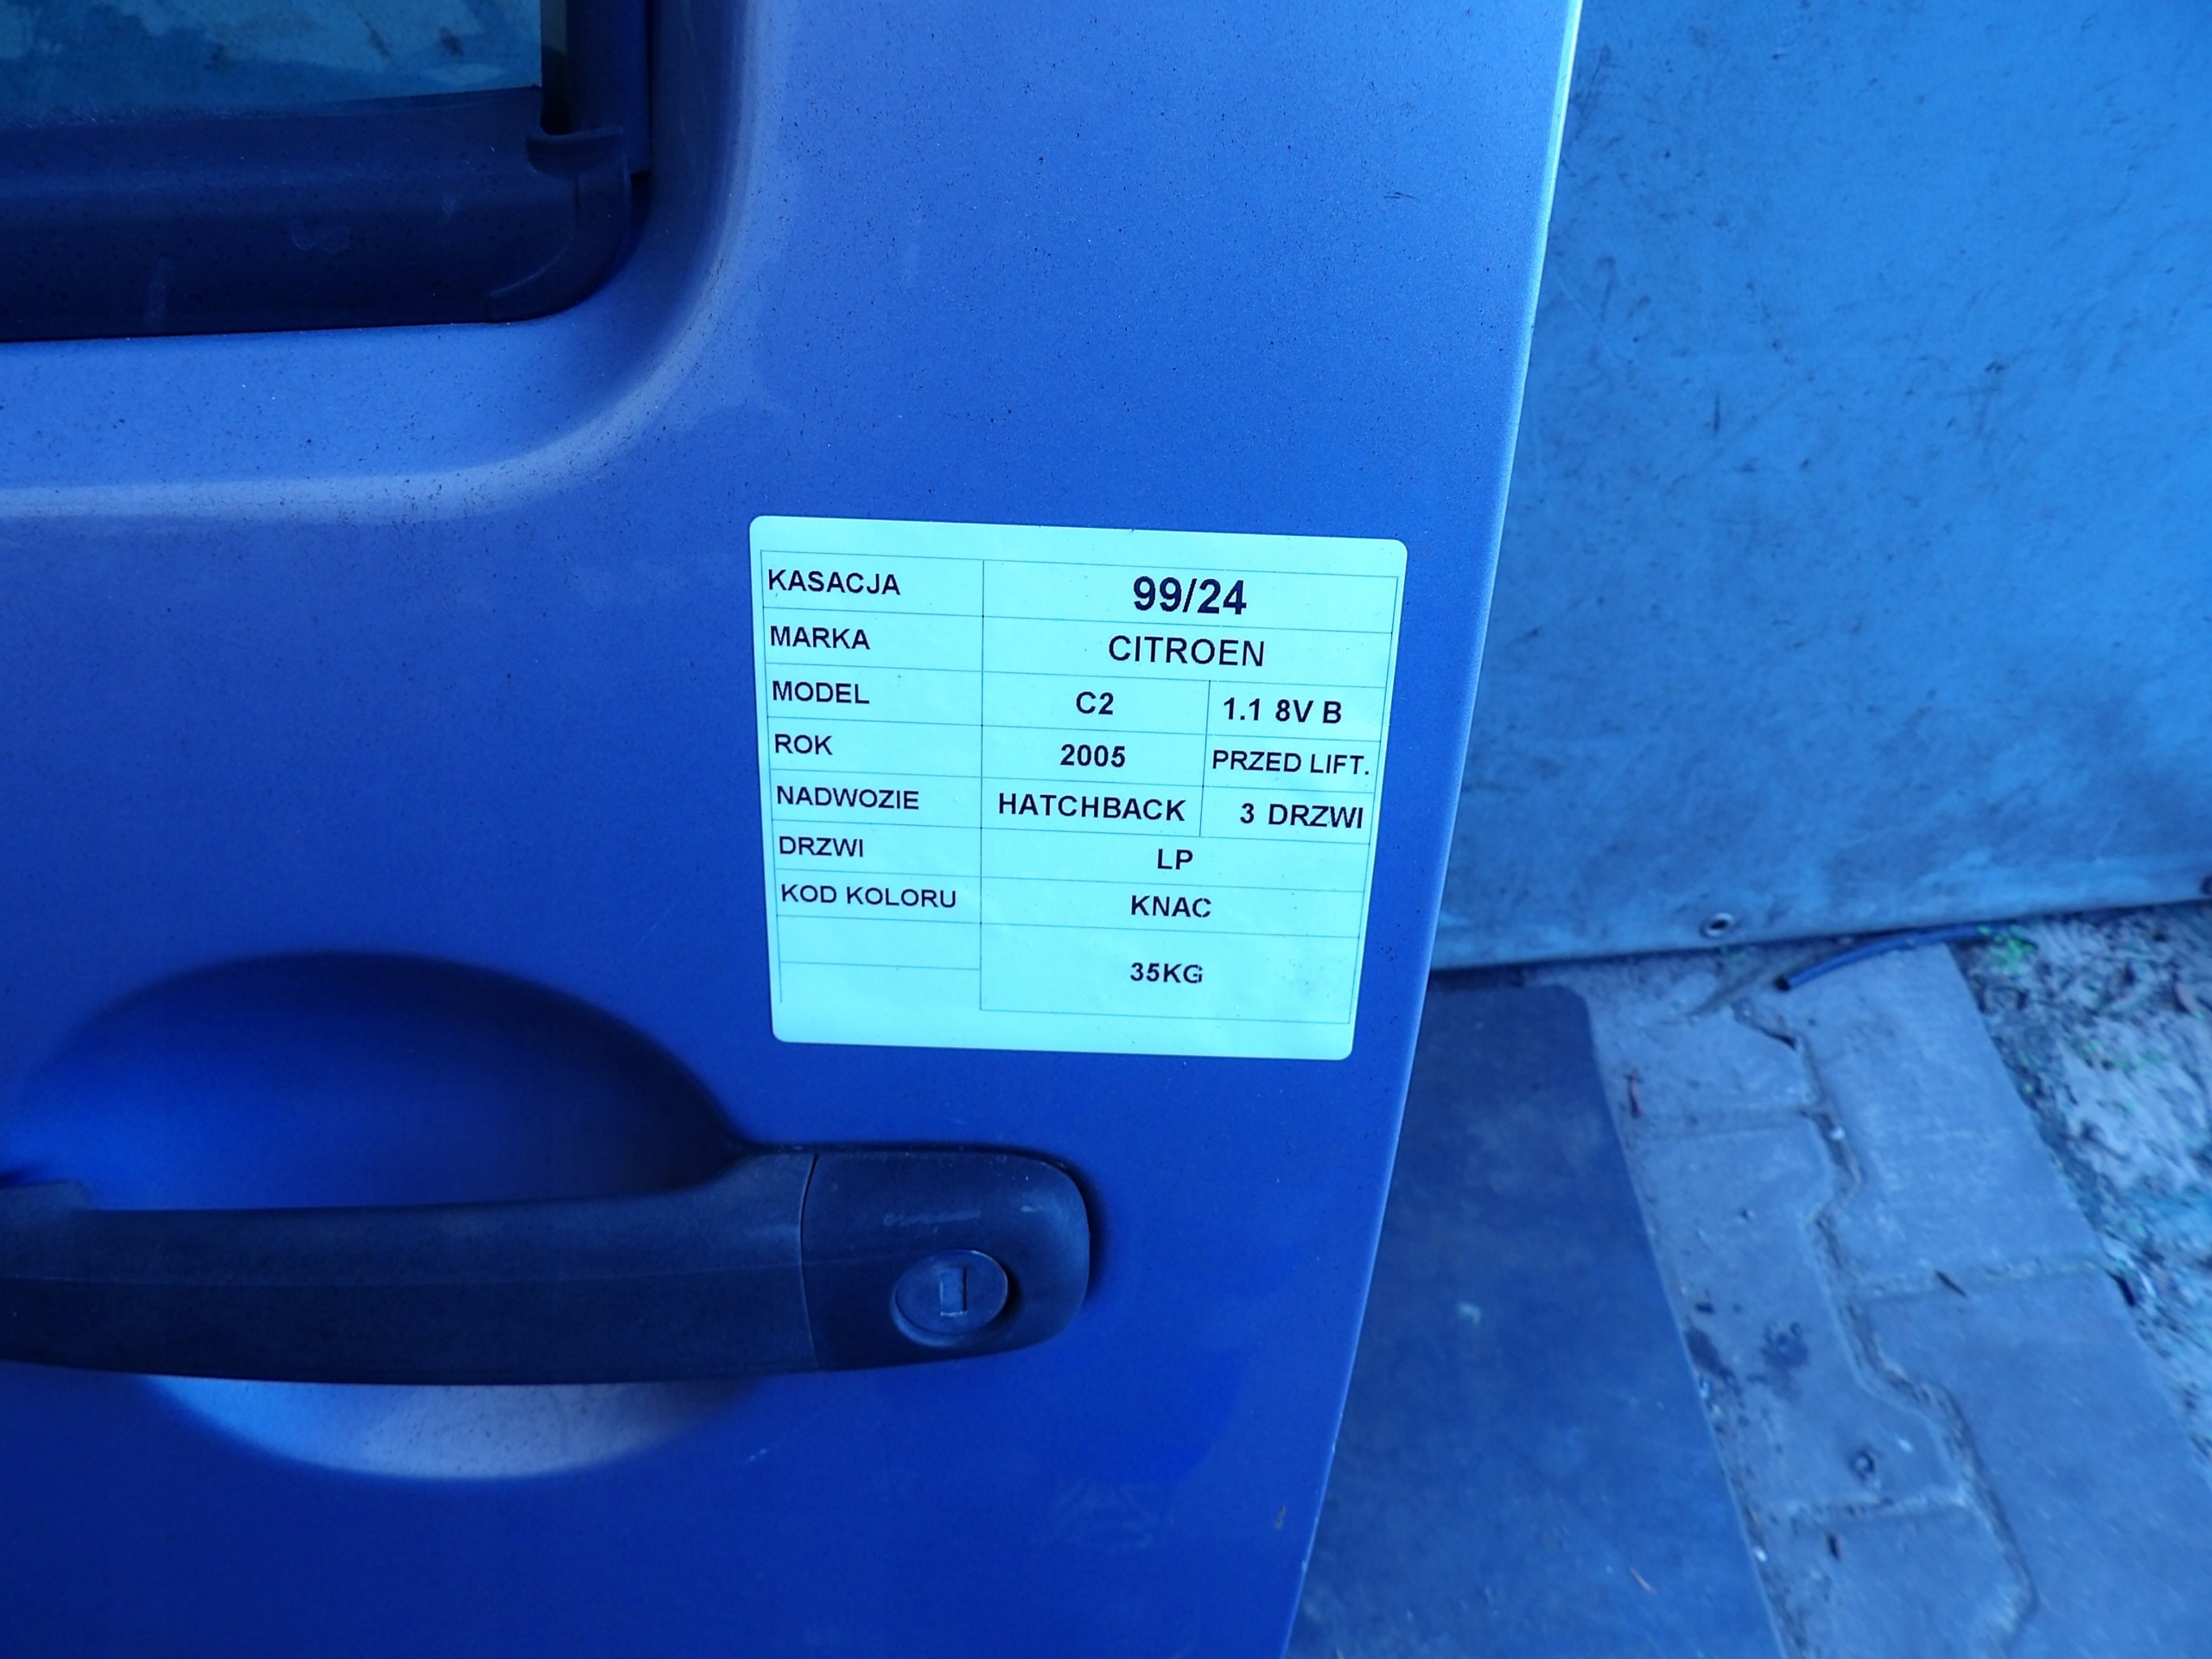 KASACJA 99/24
MARKA CITROEN
MODEL C2 1.1 8V B
ROK 2005 PRZED LIFT.
NADWOZIE HATCHBACK 3 DRZWI
DRZWI LP
KOD KOLORU KNAC
35KG